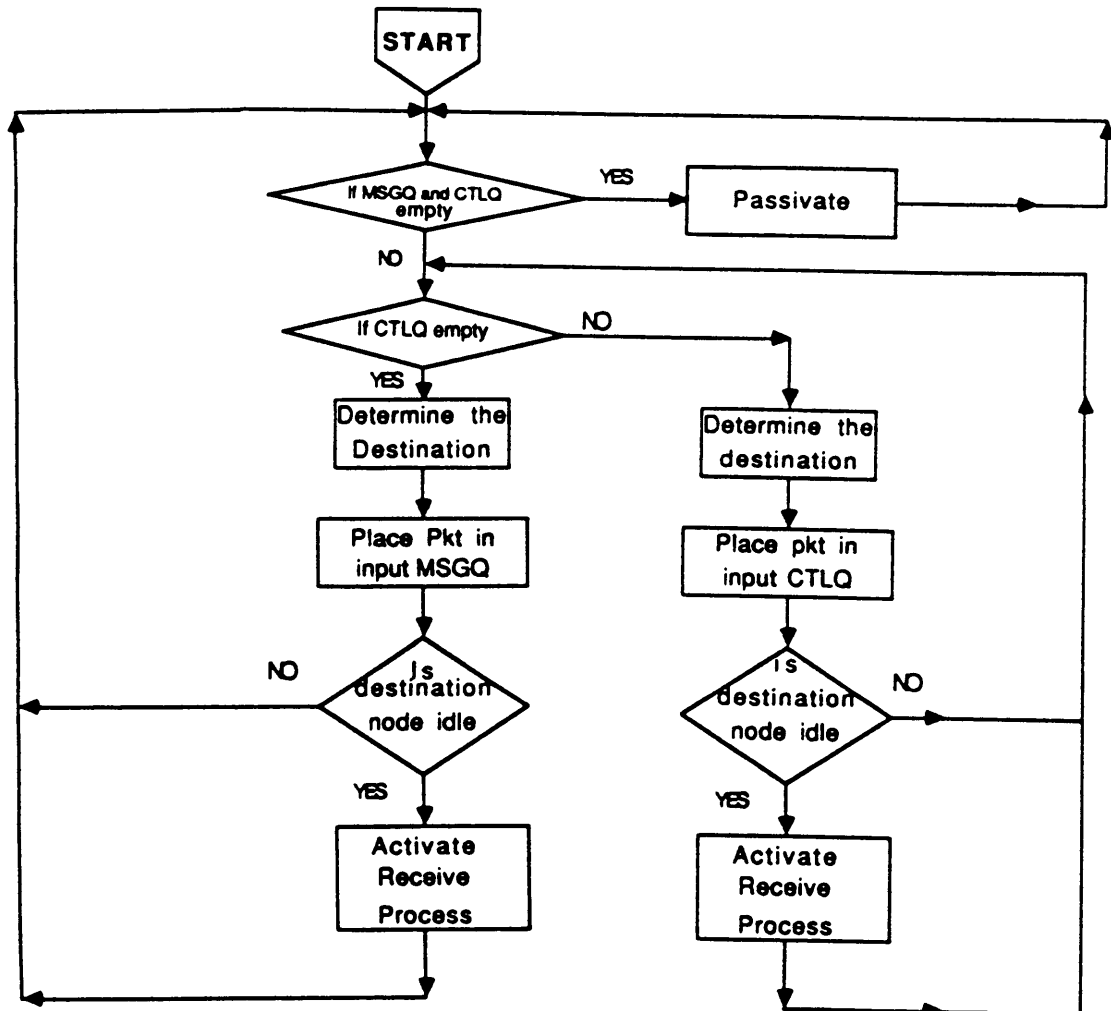 START
If MSGQ and CTLQ
empty
YES
Passivate
NO
If CTLQ empty
NO
YES
Determine the
Destination
Place Pkt in
input MSGQ
Is
destination
node idle
NO
YES
Activate
Receive
Process
Determine the
destination
Place pkt in
input CTLQ
is
destination
node idle
NO
YES
Activate
Receive
Process